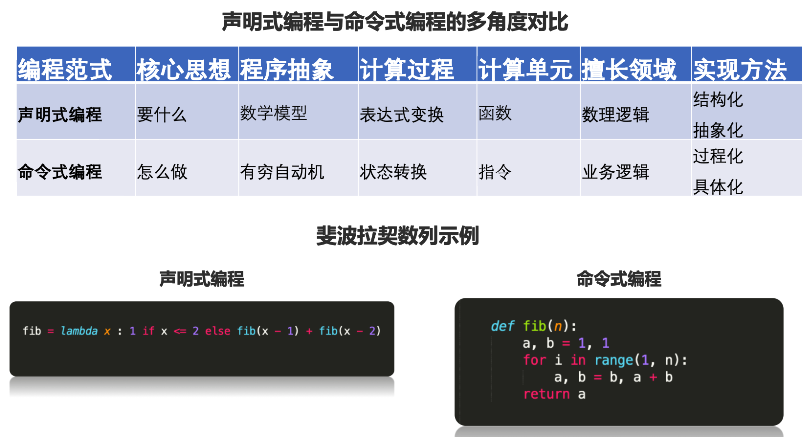 声明式编程与命令式编程的多角度对比
编程范式 核心思想 程序抽象 计算过程 计算单元 擅长领域 实现方法
声明式编程 要什么 数学模型 表达式变换 函数 数理逻辑 结构化
抽象化
命令式编程 怎么做 有穷自动机 状态转换 指令 业务逻辑 过程化
具体化
斐波拉契数列示例
声明式编程
fib = lambda x : 1 if x <= 2 else fib(x - 1) + fib(x - 2)
命令式编程
def fib(n):
    a, b = 1, 1
    for i in range(1, n):
        a, b = b, a + b
    return a